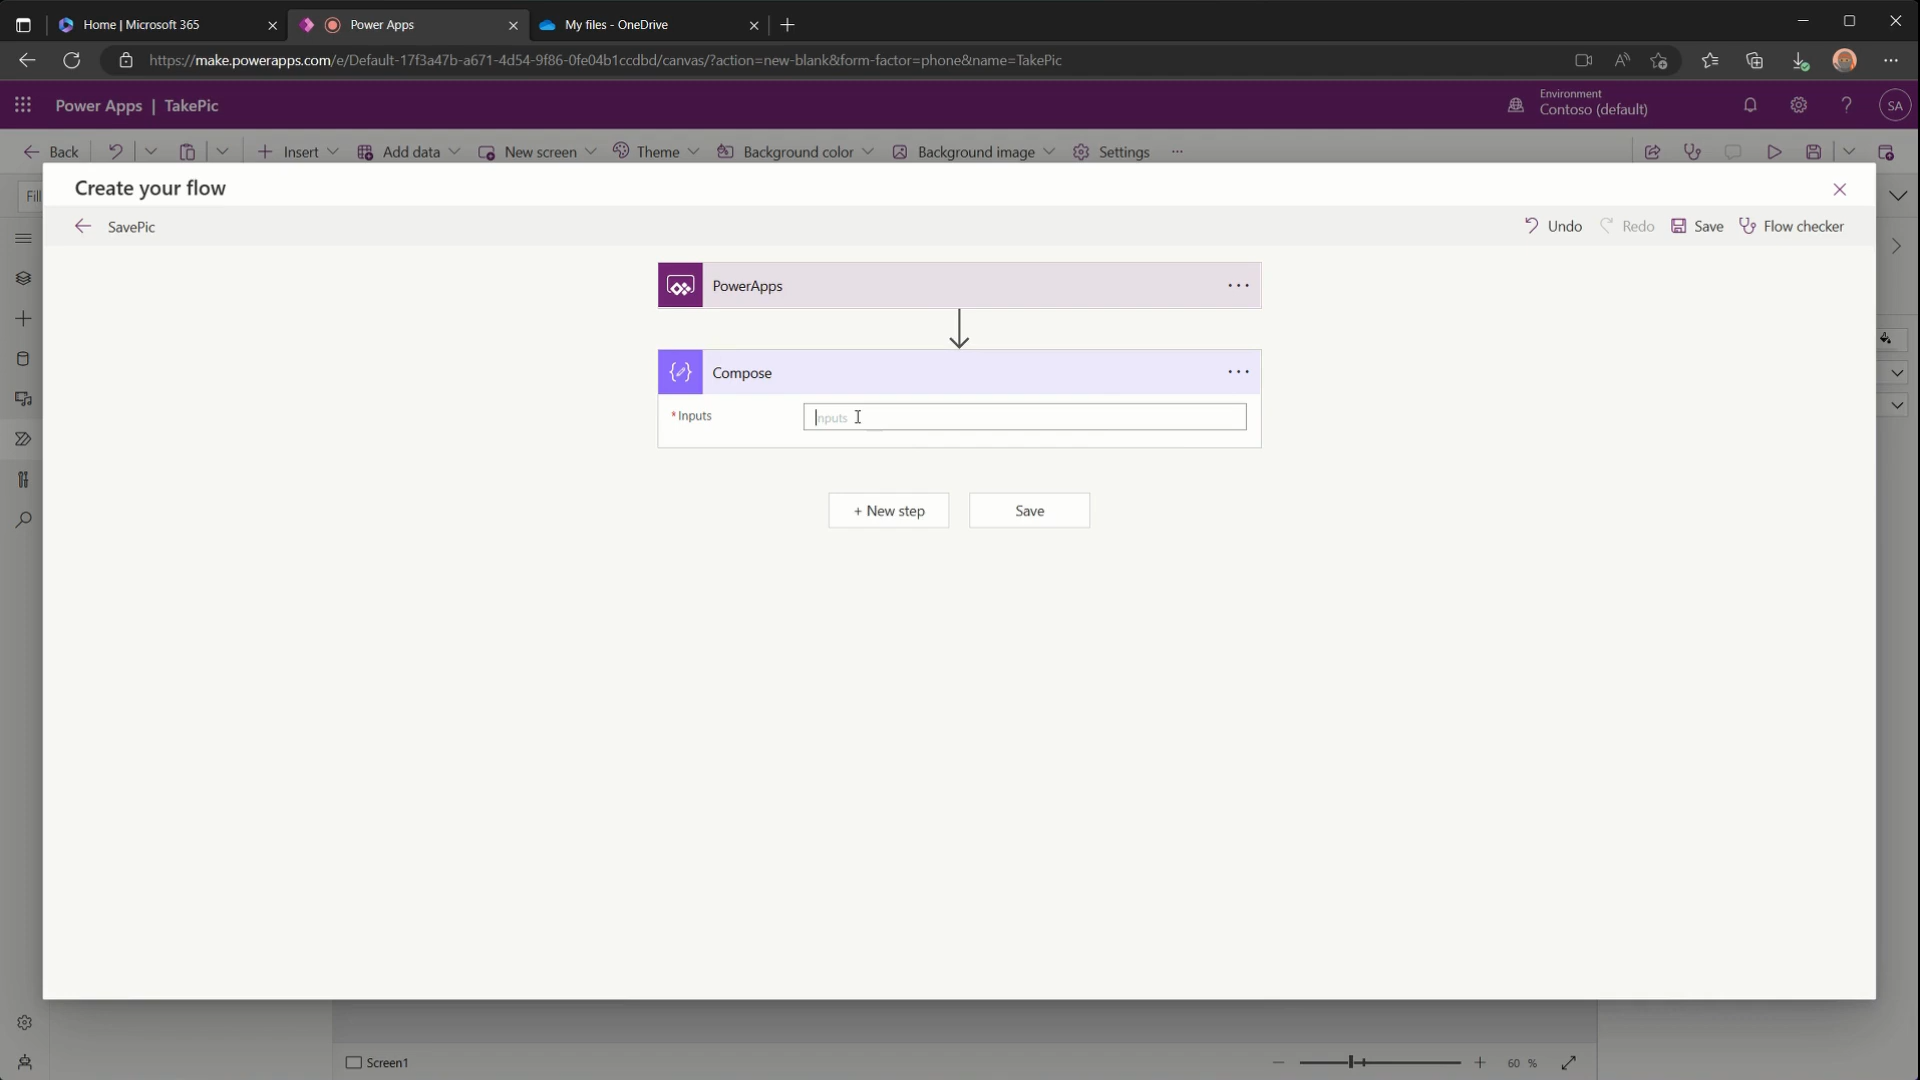 Home | Microsoft 365
Power Apps
My files - OneDrive
https://make.powerapps.com/e/Default-17f3a47b-a671-4d54-9f86-0fe04b1ccdbd/canvas/?action=new-blank&form-factor=phone&name=TakePic
Power Apps | TakePic
Environment
Contoso (default)
SA
Back
Insert
Add data
New screen
Theme
Background color
Background image
Settings
Fill
Create your flow
SavePic
Undo
Redo
Save
Flow checker
PowerApps
Compose
*Inputs
Inputs
+ New step
Save
Screen1
60 %